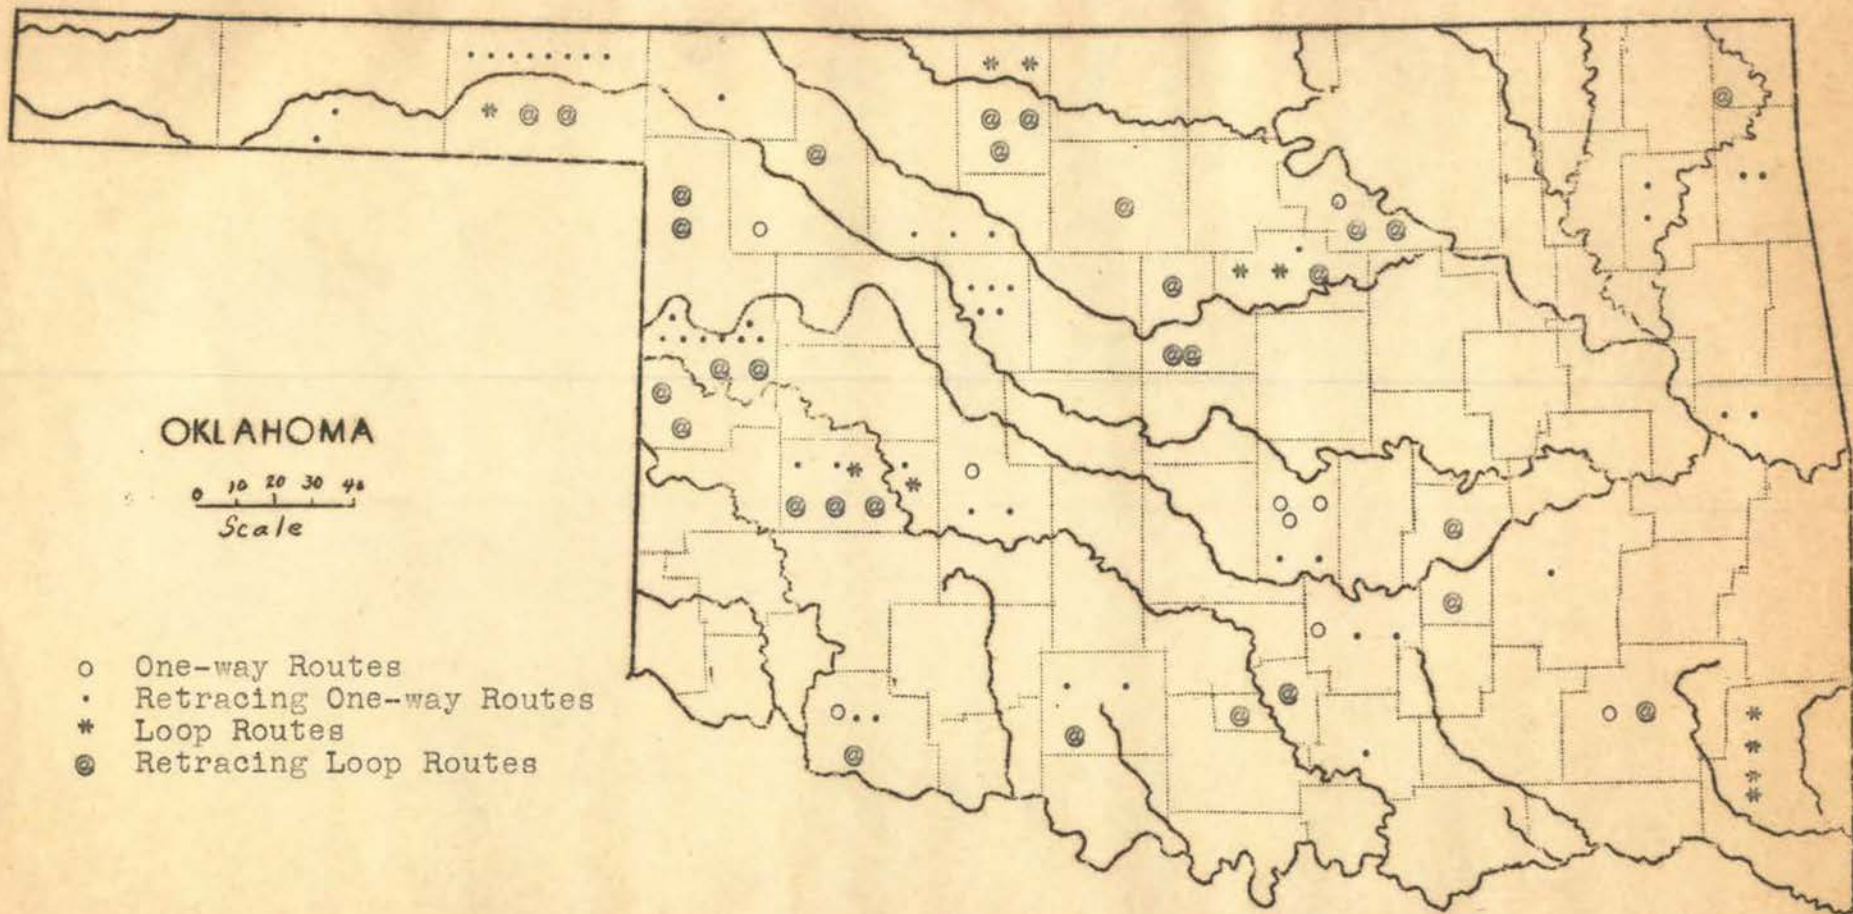 OKLAHOMA
0 10 20 30 40
Scale
o One-way Routes
. Retracing One-way Routes
* Loop Routes
@ Retracing Loop Routes